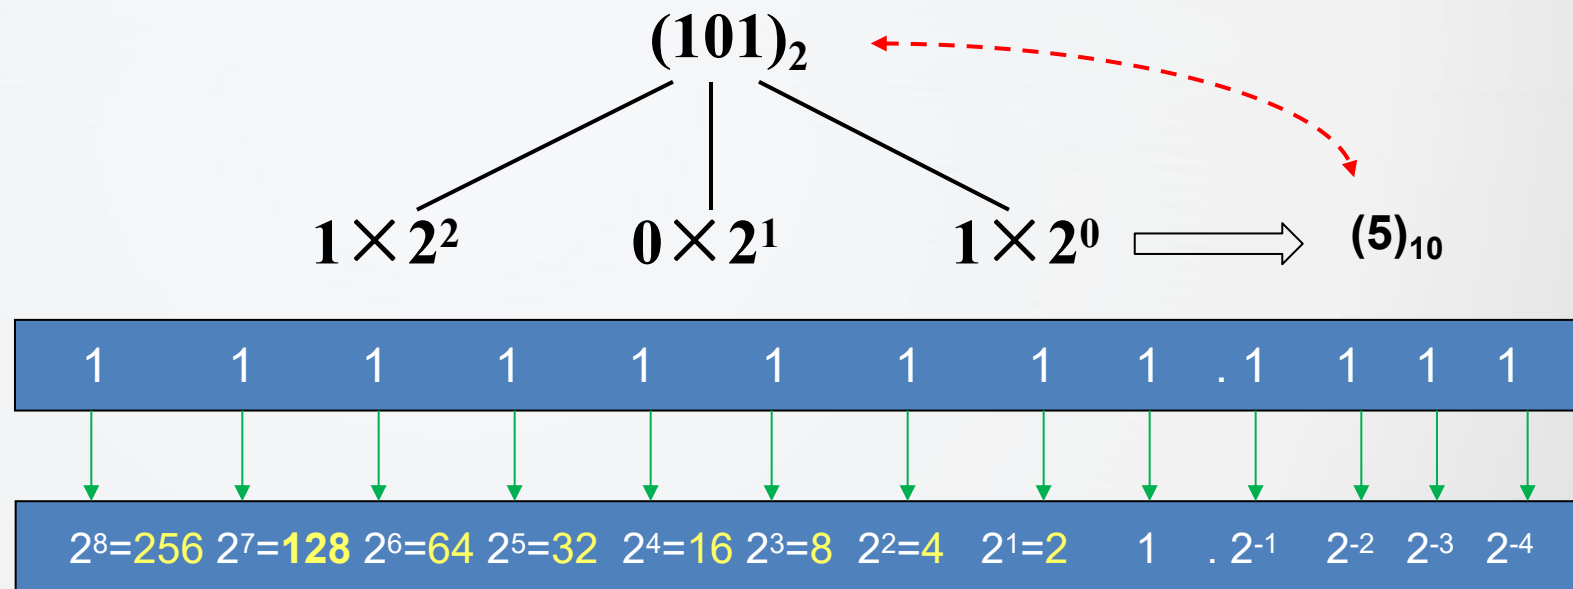 (101)₂
1×2² 0×2¹ 1×2⁰ (5)₁₀
1 1 1 1 1 1 1 1 1 . 1 1 1 1
2⁸=256 2⁷=128 2⁶=64 2⁵=32 2⁴=16 2³=8 2²=4 2¹=2 1 . 2⁻¹ 2⁻² 2⁻³ 2⁻⁴